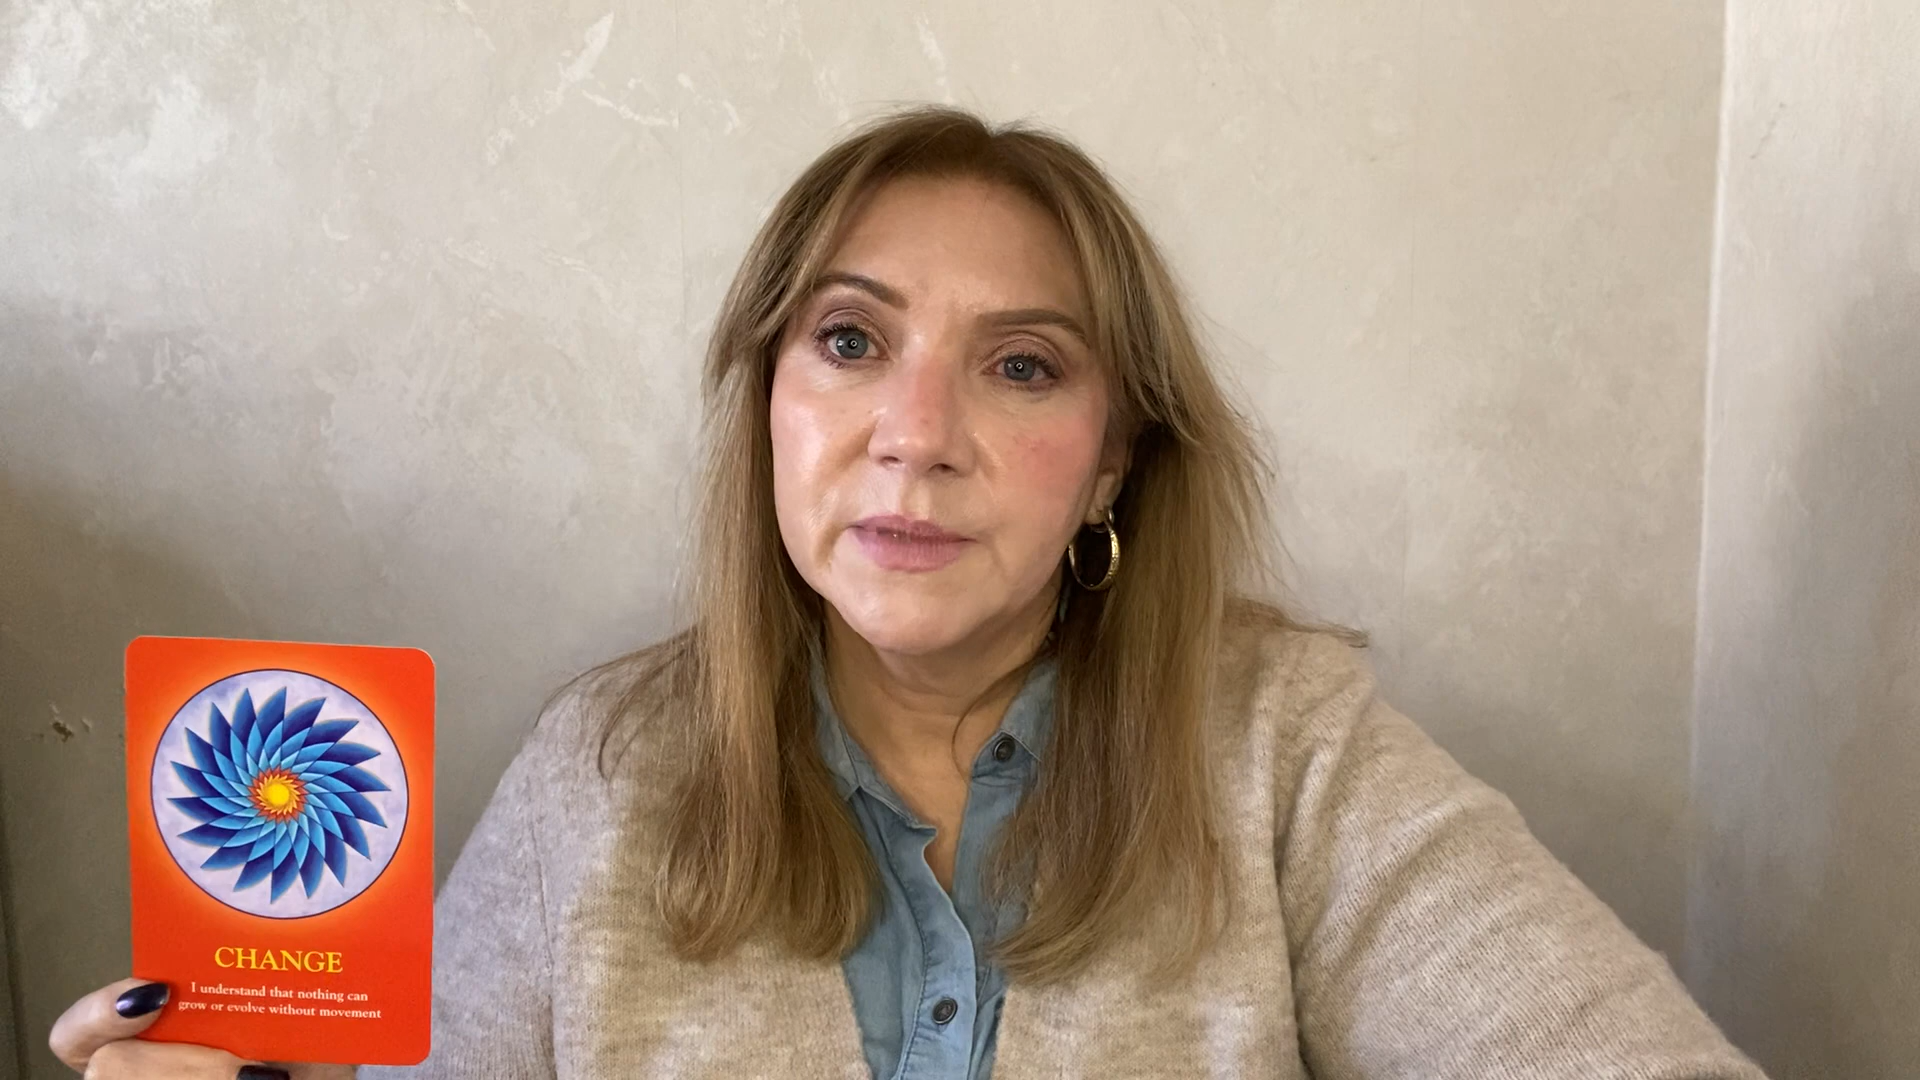 CHANGE
I understand that nothing can
grow or evolve without movement